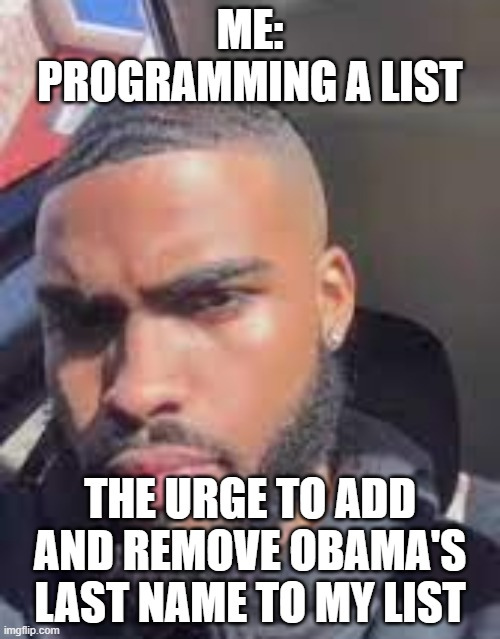 ME:
PROGRAMMING A LIST
THE URGE TO ADD
AND REMOVE OBAMA'S
LAST NAME TO MY LIST
imgflip.com